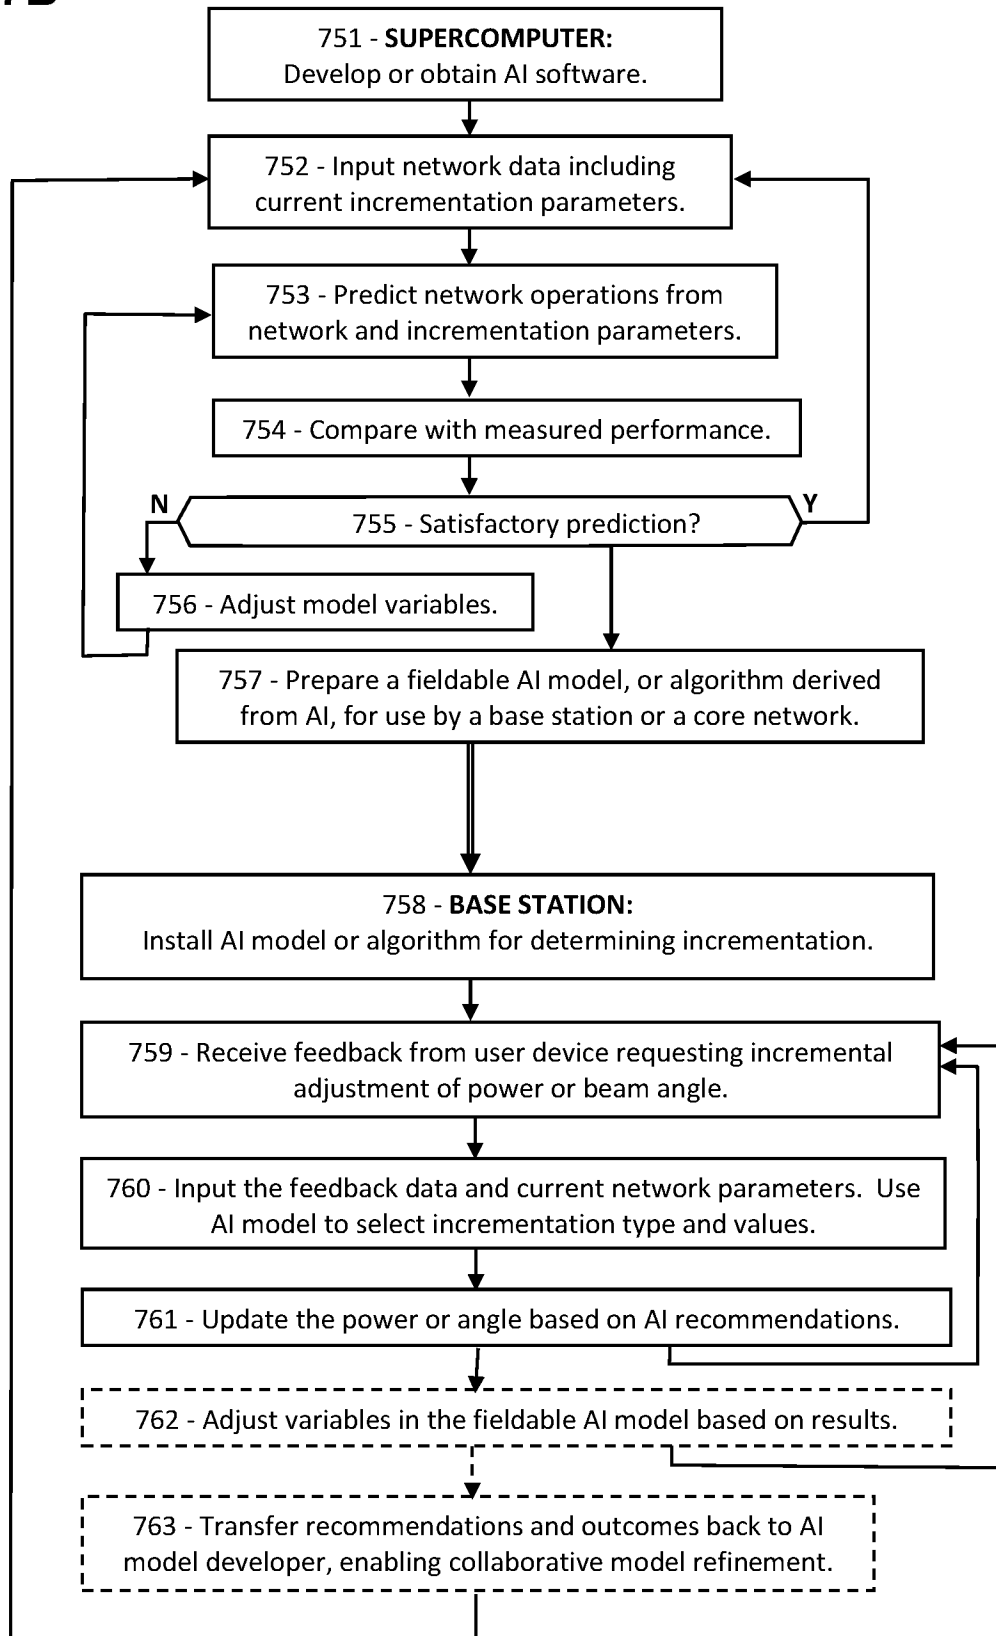 751 - SUPERCOMPUTER:
Develop or obtain AI software.
752 - Input network data including
current incrementation parameters.
753 - Predict network operations from
network and incrementation parameters.
754 - Compare with measured performance.
N
Y
755 - Satisfactory prediction?
756 - Adjust model variables.
757 - Prepare a fieldable AI model, or algorithm derived
from AI, for use by a base station or a core network.
758 - BASE STATION:
Install AI model or algorithm for determining incrementation.
759 - Receive feedback from user device requesting incremental
adjustment of power or beam angle.
760 - Input the feedback data and current network parameters.  Use
AI model to select incrementation type and values.
761 - Update the power or angle based on AI recommendations.
762 - Adjust variables in the fieldable AI model based on results.
763 - Transfer recommendations and outcomes back to AI
model developer, enabling collaborative model refinement.